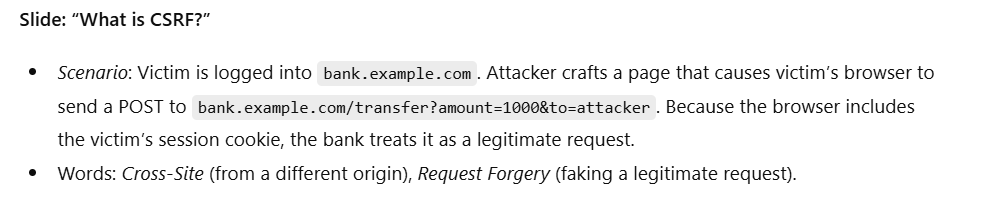 Slide: “What is CSRF?”
• Scenario: Victim is logged into bank.example.com. Attacker crafts a page that causes victim’s browser to
send a POST to bank.example.com/transfer?amount=1000&to=attacker. Because the browser includes
the victim’s session cookie, the bank treats it as a legitimate request.
• Words: Cross-Site (from a different origin), Request Forgery (faking a legitimate request).